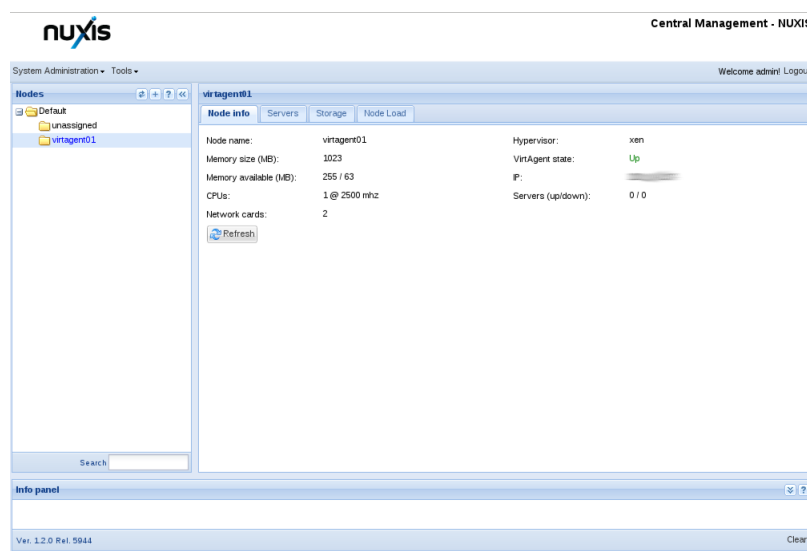 nuxis
Central Management - NUXIS
System Administration Tools
Welcome admin! Logou
Nodes
virtagent01
Default
unassigned
virtagent01
Node info Servers Storage Node Load
Node name: virtagent01 Hypervisor: xen
Memory size (MB): 1023 VirtAgent state: Up
Memory available (MB): 255 / 63 IP:
CPUs: 1 @ 2500 mhz Servers (up/down): 0 / 0
Network cards: 2
Refresh
Search
Info panel
Ver. 1.2.0 Rel. 5944
Clear